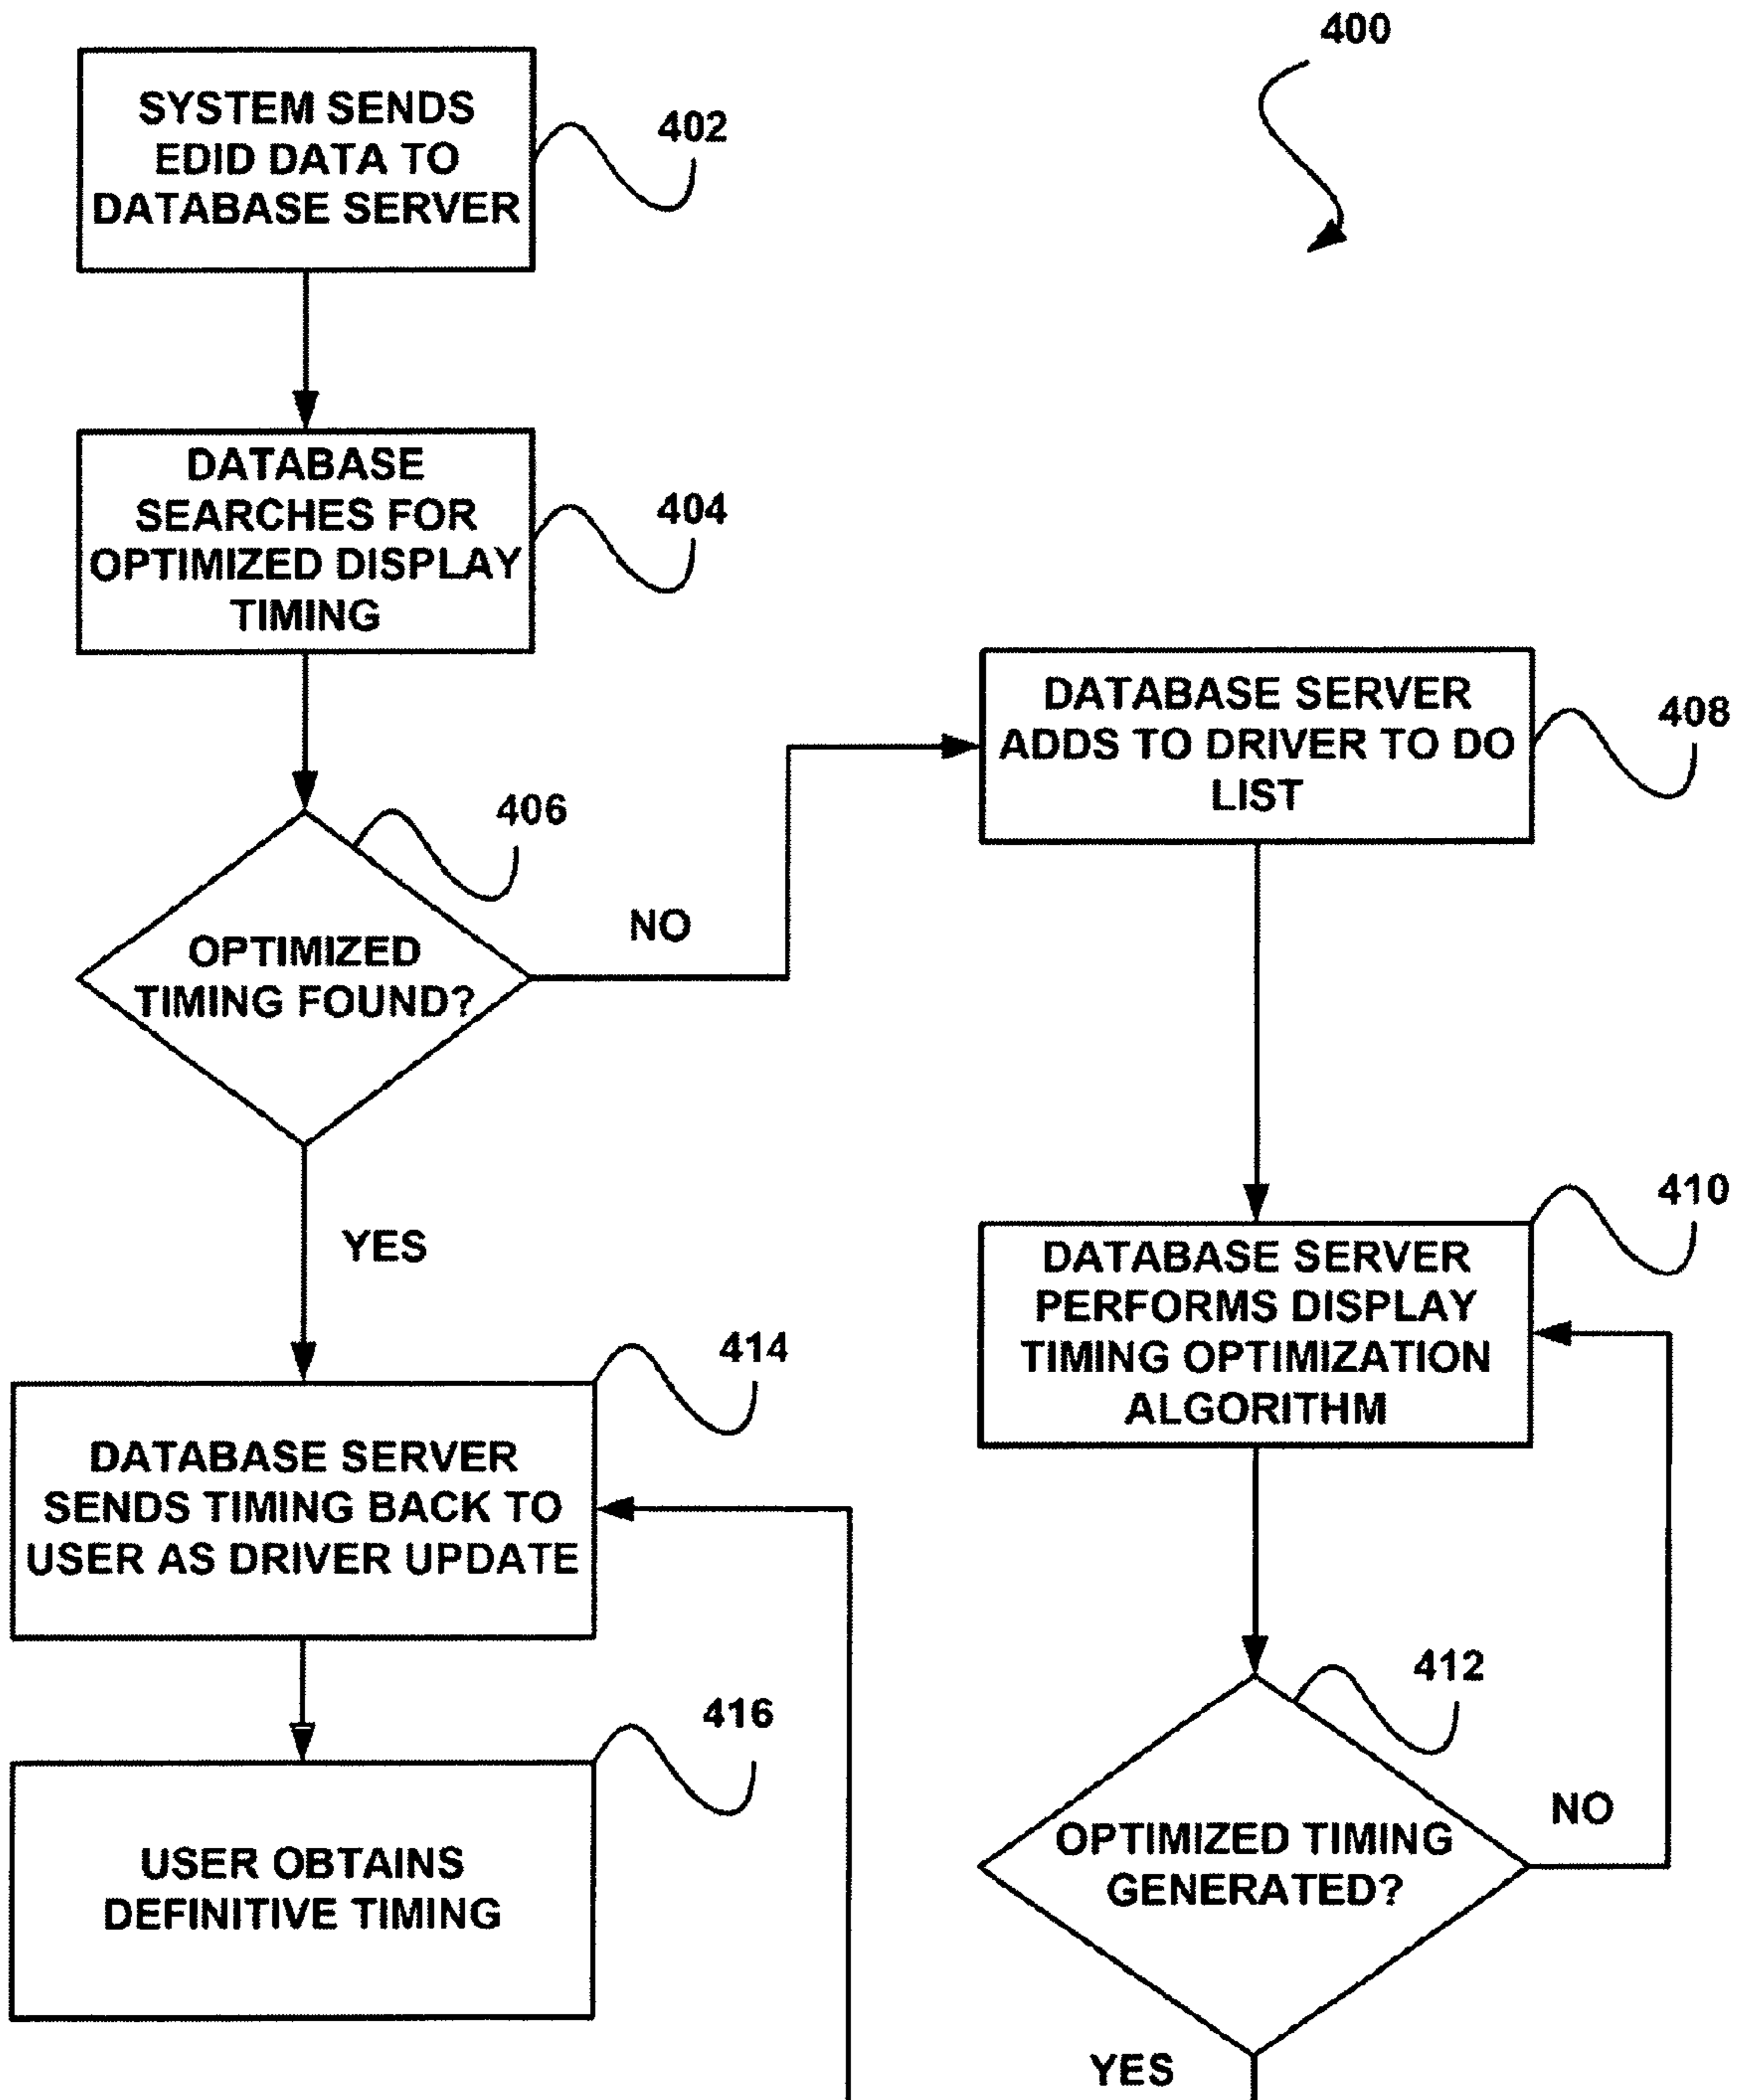 400
SYSTEM SENDS
EDID DATA TO
DATABASE SERVER
402
DATABASE
SEARCHES FOR
OPTIMIZED DISPLAY
TIMING
404
406
OPTIMIZED
TIMING FOUND?
NO
YES
DATABASE SERVER
ADDS TO DRIVER TO DO
LIST
408
DATABASE SERVER
PERFORMS DISPLAY
TIMING OPTIMIZATION
ALGORITHM
410
412
OPTIMIZED TIMING
GENERATED?
NO
YES
414
DATABASE SERVER
SENDS TIMING BACK TO
USER AS DRIVER UPDATE
416
USER OBTAINS
DEFINITIVE TIMING